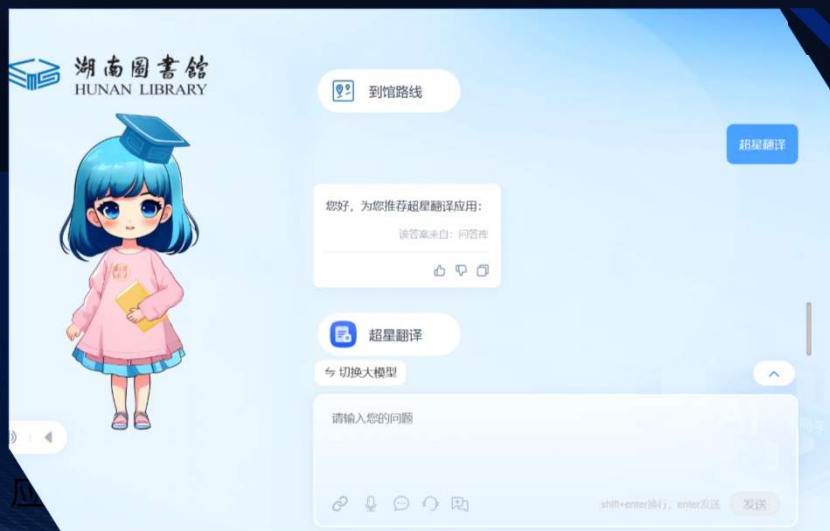 湖南圖書館
HUNAN LIBRARY
到馆路线
超星翻译
您好，为您推荐超星翻译应用：
该答案来自：问答库
超星翻译
切换大模型
请输入您的问题
shift+enter换行，enter发送
发送